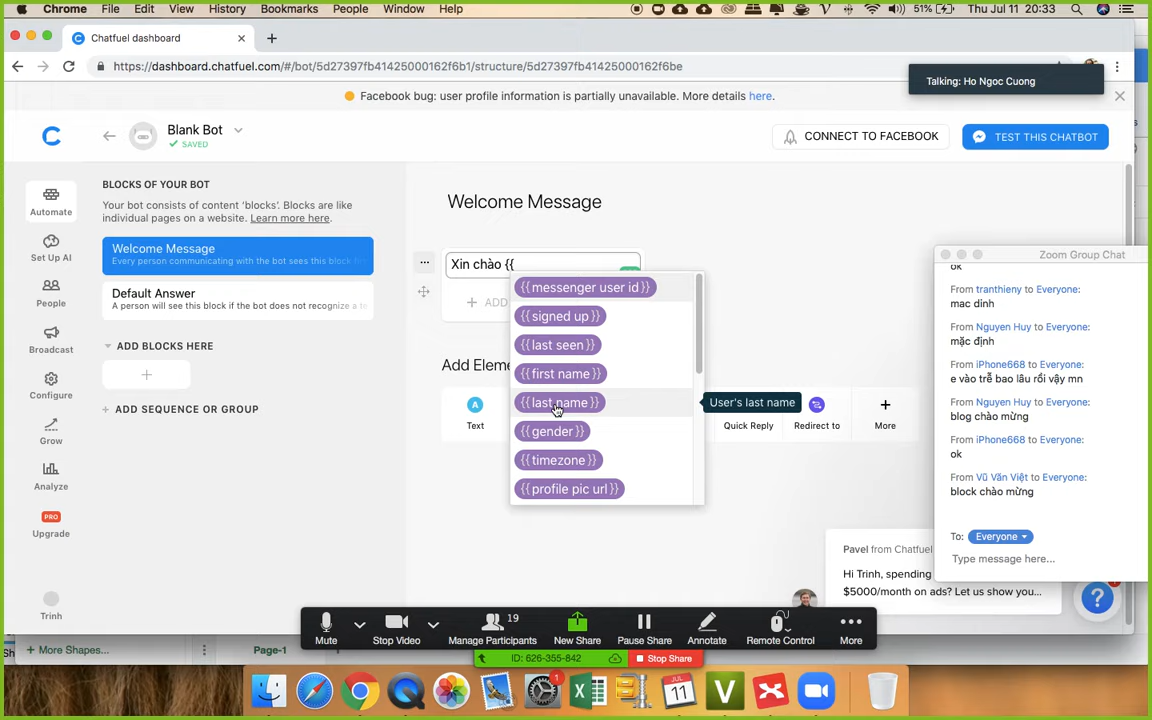 Chrome File Edit View History Bookmarks People Window Help 51% Thu Jul 11 20:33
Chatfuel dashboard
https://dashboard.chatfuel.com/#/bot/5d27397fb41425000162f6b1/structure/5d27397fb41425000162f6be
Talking: Ho Ngoc Cuong
Facebook bug: user profile information is partially unavailable. More details here.
Blank Bot
SAVED
CONNECT TO FACEBOOK
TEST THIS CHATBOT
Automate
Set Up AI
People
Broadcast
Configure
Grow
Analyze
PRO
Upgrade
Trinh
BLOCKS OF YOUR BOT
Your bot consists of content 'blocks'. Blocks are like
individual pages on a website. Learn more here.
Welcome Message
Every person communicating with the bot sees this block
Default Answer
A person will see this block if the bot does not recognize a
ADD BLOCKS HERE
+
+ ADD SEQUENCE OR GROUP
Welcome Message
Xin chào {{
+ ADD
{{messenger user id}}
{{signed up}}
{{last seen}}
{{first name}}
{{last name}}
{{gender}}
{{timezone}}
{{profile pic url}}
User's last name
Add Eleme
Text
Quick Reply
Redirect to
More
Zoom Group Chat
ok
From tranthieny to Everyone:
mac dinh
From Nguyen Huy to Everyone:
mặc định
From iPhone668 to Everyone:
e vào trễ bao lâu rồi vậy mn
From Nguyen Huy to Everyone:
blog chào mừng
From iPhone668 to Everyone:
ok
From Vũ Văn Việt to Everyone:
block chào mừng
To: Everyone
Type message here...
Pavel from Chatfuel
Hi Trinh, spending
$5000/month on ads? Let us show you...
Mute
Stop Video
Manage Participants
19
New Share
Pause Share
Annotate
Remote Control
More
ID: 626-355-842
Stop Share
+ More Shapes...
Page-1
JUL
11